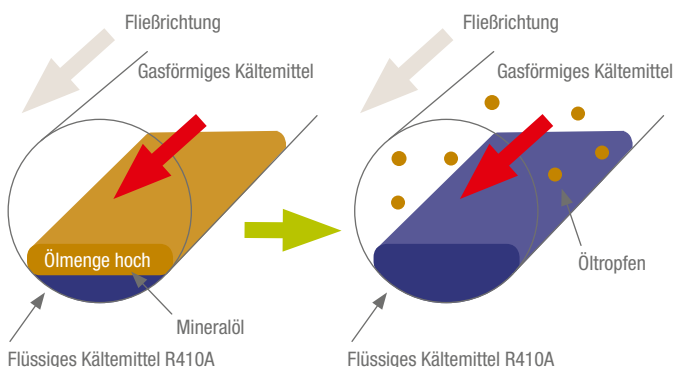 Fließrichtung
Gasförmiges Kältemittel
Ölmenge hoch
Mineralöl
Flüssiges Kältemittel R410A
Fließrichtung
Gasförmiges Kältemittel
Öltropfen
Flüssiges Kältemittel R410A